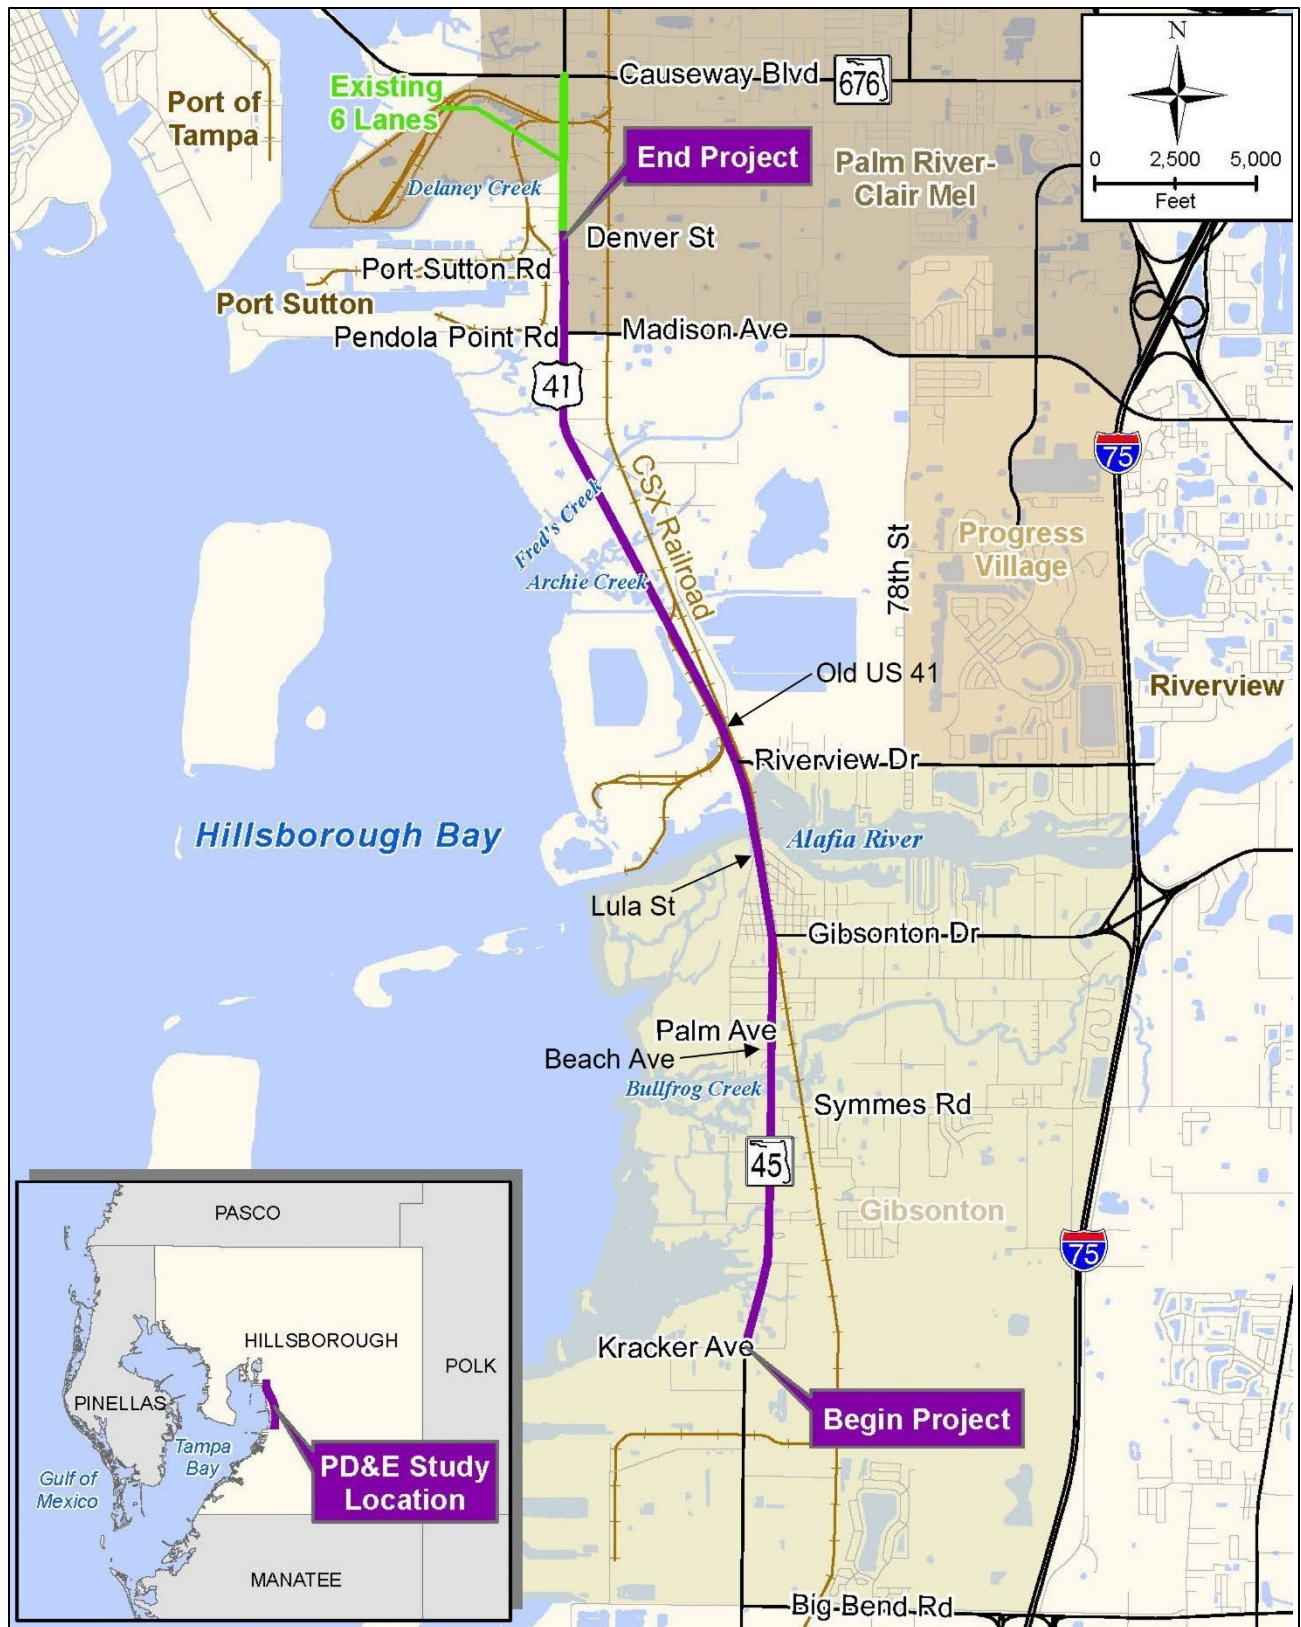 N
0 2,500 5,000
Feet
Causeway Blvd
676
Existing
6 Lanes
Port of
Tampa
End Project
Palm River-
Clair Mel
Delaney Creek
Denver St
Port Sutton Rd
Port Sutton
Pendola Point Rd
Madison Ave
41
75
CSX Railroad
Fred's Creek
Archie Creek
78th St
Progress
Village
Old US 41
Riverview
Riverview Dr
Hillsborough Bay
Alafia River
Lula St
Gibsonton Dr
Palm Ave
Beach Ave
Bullfrog Creek
Symmes Rd
45
Gibsonton
75
Kracker Ave
Begin Project
Big Bend Rd
PASCO
HILLSBOROUGH
POLK
PINELLAS
Tampa
Bay
Gulf of
Mexico
PD&E Study
Location
MANATEE